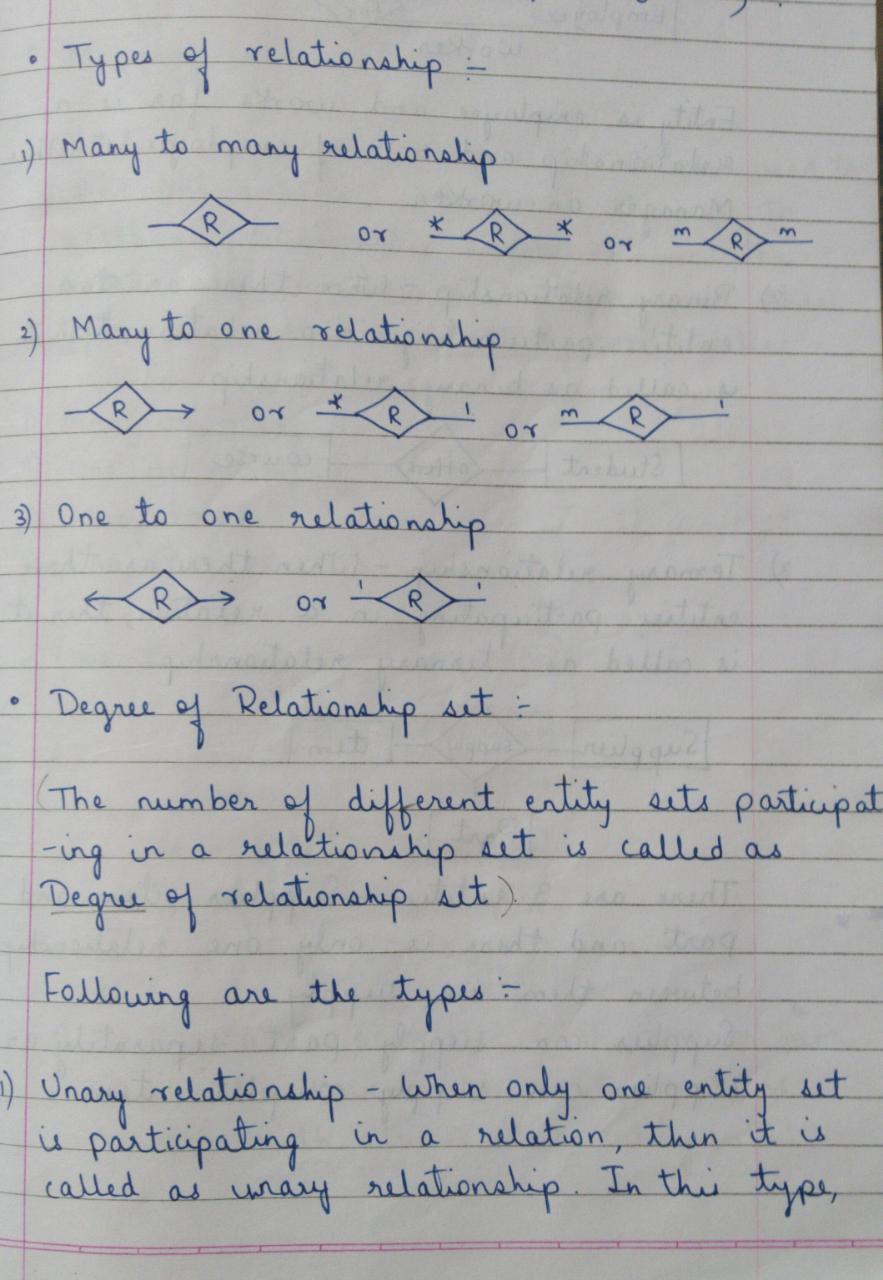 • Types of relationship :-
1) Many to many relationship
R or * R * or m R m
2) Many to one relationship
R or * R 1 or m R 1
3) One to one relationship
R or 1 R 1
• Degree of Relationship set :-
(The number of different entity sets participat
-ing in a relationship set is called as
Degree of relationship set).
Following are the types :-
1) Unary relationship - When only one entity set
is participating in a relation, then it is
called as unary relationship. In this type,